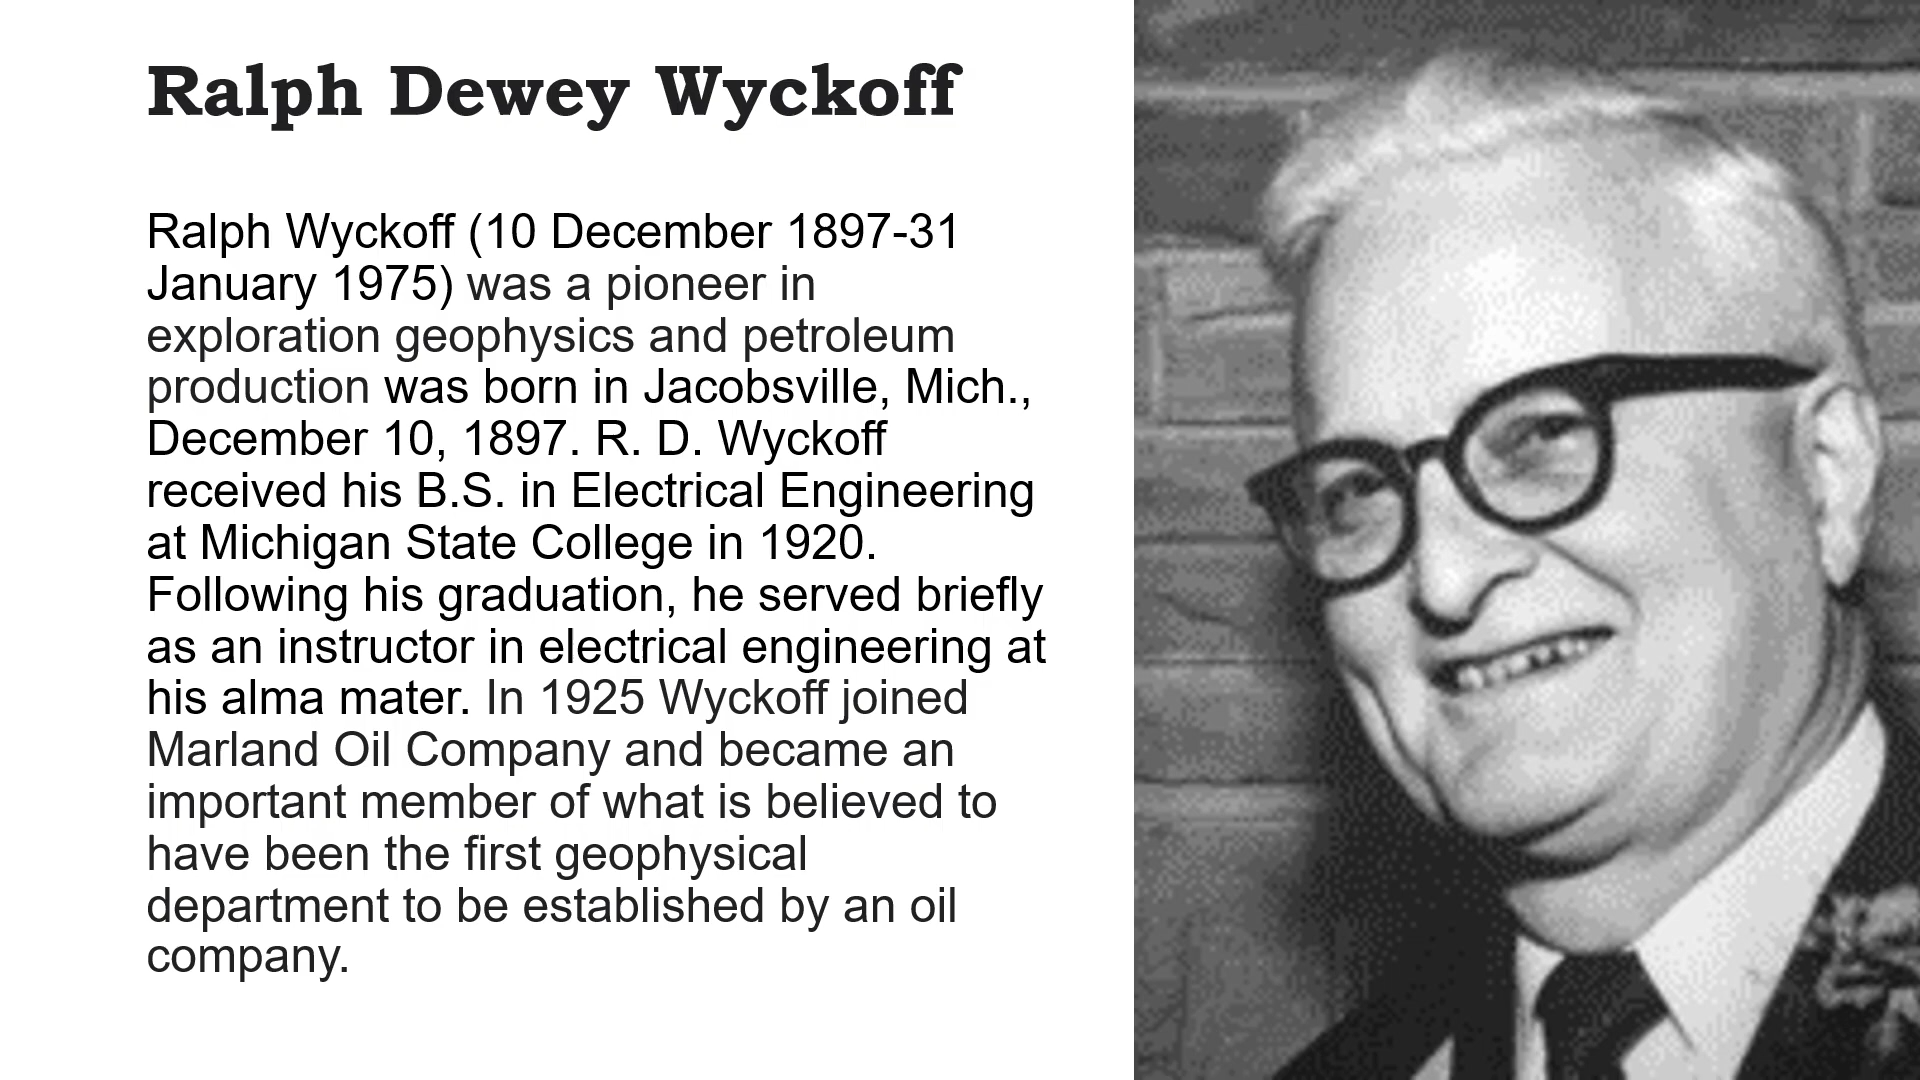 Ralph Dewey Wyckoff
Ralph Wyckoff (10 December 1897-31
January 1975) was a pioneer in
exploration geophysics and petroleum
production was born in Jacobsville, Mich.,
December 10, 1897. R. D. Wyckoff
received his B.S. in Electrical Engineering
at Michigan State College in 1920.
Following his graduation, he served briefly
as an instructor in electrical engineering at
his alma mater. In 1925 Wyckoff joined
Marland Oil Company and became an
important member of what is believed to
have been the first geophysical
department to be established by an oil
company.